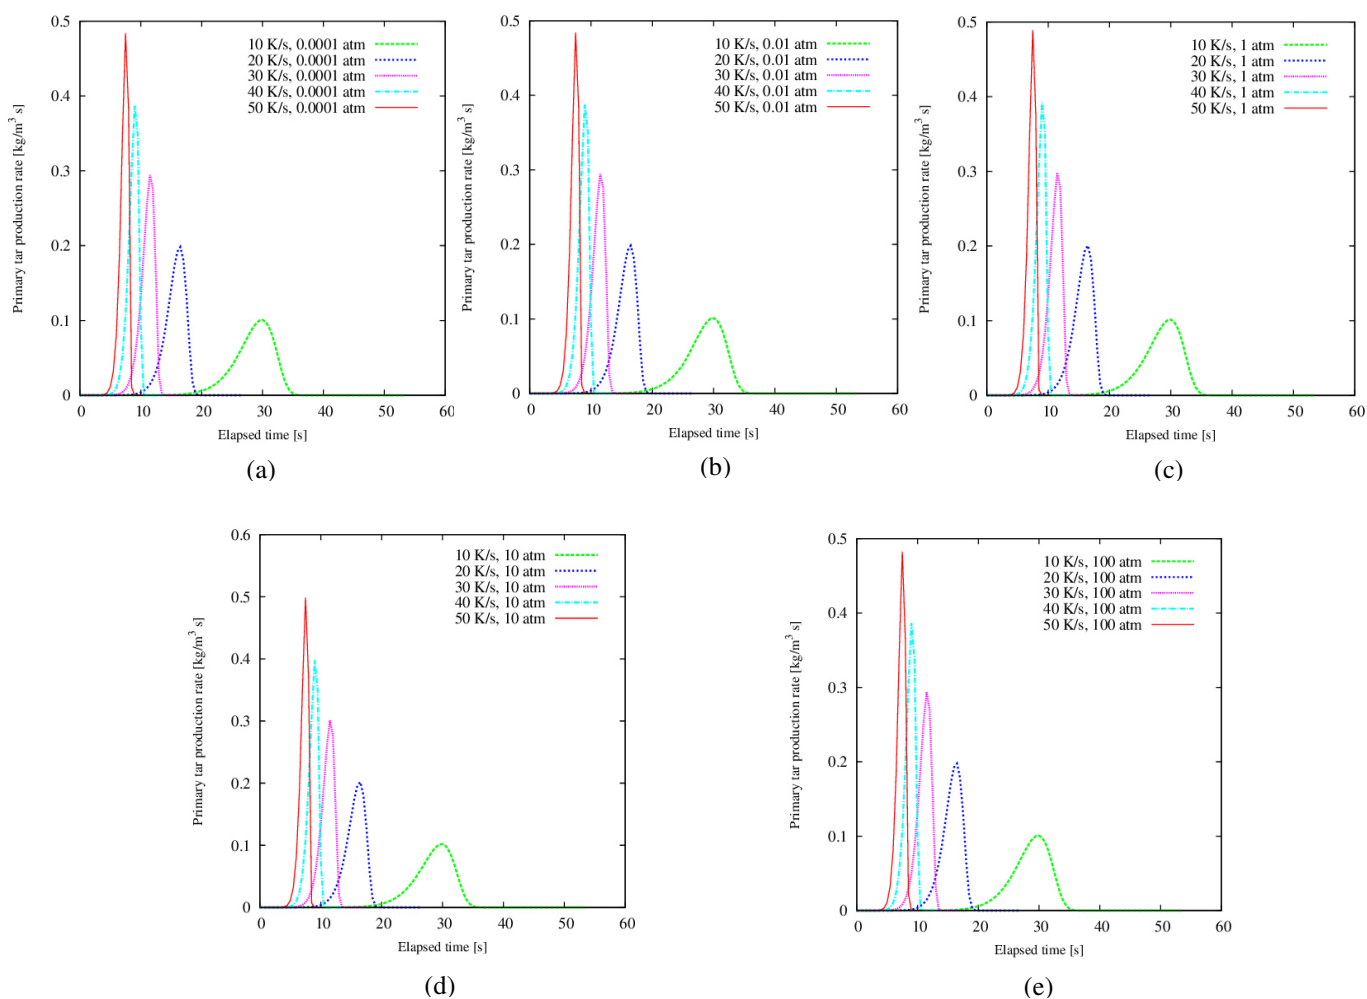 0.5
0.4
0.3
0.2
0.1
0
Primary tar production rate [kg/m³ s]
10 K/s, 0.0001 atm
20 K/s, 0.0001 atm
30 K/s, 0.0001 atm
40 K/s, 0.0001 atm
50 K/s, 0.0001 atm
0 10 20 30 40 50 60
Elapsed time [s]
(a)
0.5
0.4
0.3
0.2
0.1
0
Primary tar production rate [kg/m³ s]
10 K/s, 0.01 atm
20 K/s, 0.01 atm
30 K/s, 0.01 atm
40 K/s, 0.01 atm
50 K/s, 0.01 atm
0 10 20 30 40 50 60
Elapsed time [s]
(b)
0.5
0.4
0.3
0.2
0.1
0
Primary tar production rate [kg/m³ s]
10 K/s, 1 atm
20 K/s, 1 atm
30 K/s, 1 atm
40 K/s, 1 atm
50 K/s, 1 atm
0 10 20 30 40 50 60
Elapsed time [s]
(c)
0.6
0.5
0.4
0.3
0.2
0.1
0
Primary tar production rate [kg/m³ s]
10 K/s, 10 atm
20 K/s, 10 atm
30 K/s, 10 atm
40 K/s, 10 atm
50 K/s, 10 atm
0 10 20 30 40 50 60
Elapsed time [s]
(d)
0.5
0.4
0.3
0.2
0.1
0
Primary tar production rate [kg/m³ s]
10 K/s, 100 atm
20 K/s, 100 atm
30 K/s, 100 atm
40 K/s, 100 atm
50 K/s, 100 atm
0 10 20 30 40 50 60
Elapsed time [s]
(e)